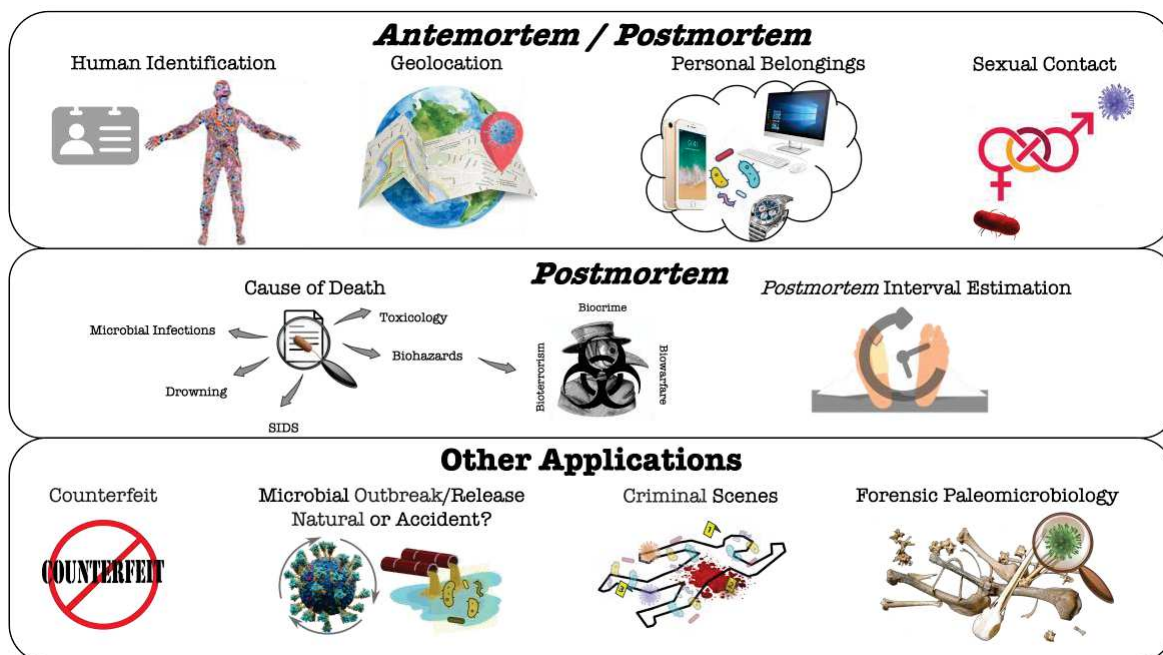 Antemortem / Postmortem
Human Identification
Geolocation
Personal Belongings
Sexual Contact
Postmortem
Cause of Death
Postmortem Interval Estimation
Microbial Infections
Toxicology
Biohazards
Drowning
SIDS
Biocrime
Bioterrorism
Biowarfare
Other Applications
Counterfeit
COUNTERFEIT
Microbial Outbreak/Release
Natural or Accident?
Criminal Scenes
Forensic Paleomicrobiology